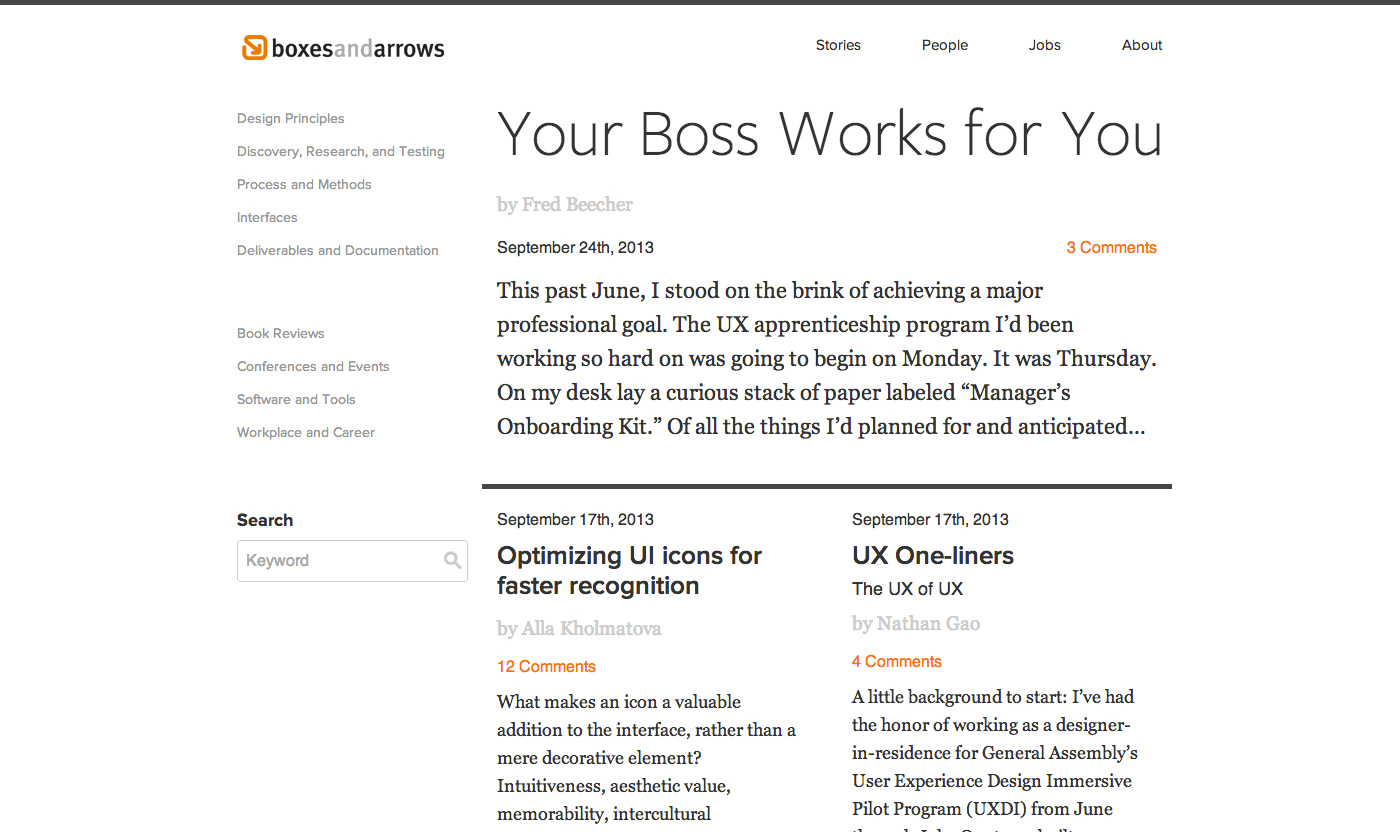 boxesandarrows
Stories
People
Jobs
About
Design Principles
Discovery, Research, and Testing
Process and Methods
Interfaces
Deliverables and Documentation
Book Reviews
Conferences and Events
Software and Tools
Workplace and Career
Search
Keyword
Your Boss Works for You
by Fred Beecher
September 24th, 2013
3 Comments
This past June, I stood on the brink of achieving a major
professional goal. The UX apprenticeship program I’d been
working so hard on was going to begin on Monday. It was Thursday.
On my desk lay a curious stack of paper labeled “Manager’s
Onboarding Kit.” Of all the things I’d planned for and anticipated…
September 17th, 2013
Optimizing UI icons for
faster recognition
by Alla Kholmatova
12 Comments
What makes an icon a valuable
addition to the interface, rather than a
mere decorative element?
Intuitiveness, aesthetic value,
memorability, intercultural
September 17th, 2013
UX One-liners
The UX of UX
by Nathan Gao
4 Comments
A little background to start: I’ve had
the honor of working as a designer-
in-residence for General Assembly’s
User Experience Design Immersive
Pilot Program (UXDI) from June